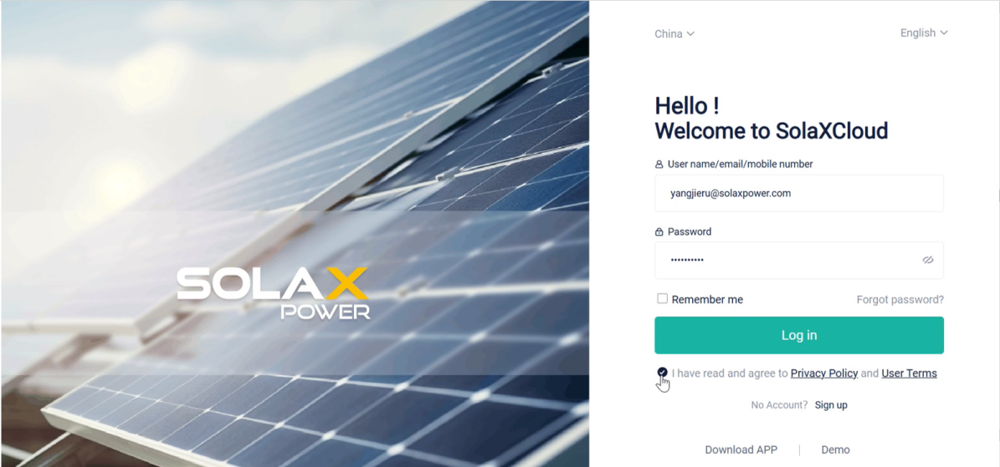 SOLAX
POWER
China
English
Hello !
Welcome to SolaXCloud
User name/email/mobile number
yangjieru@solaxpower.com
Password
••••••••••
Remember me
Forgot password?
Log in
I have read and agree to Privacy Policy and User Terms
No Account? Sign up
Download APP
Demo